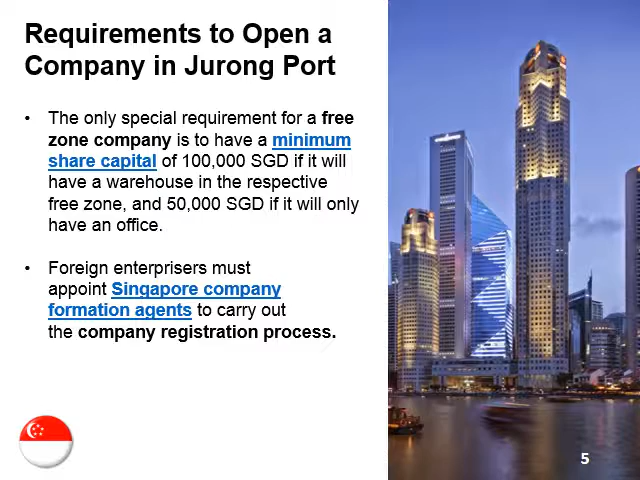 Requirements to Open a
Company in Jurong Port
• The only special requirement for a free
zone company is to have a minimum
share capital of 100,000 SGD if it will
have a warehouse in the respective
free zone, and 50,000 SGD if it will only
have an office.
• Foreign enterprisers must
appoint Singapore company
formation agents to carry out
the company registration process.
5